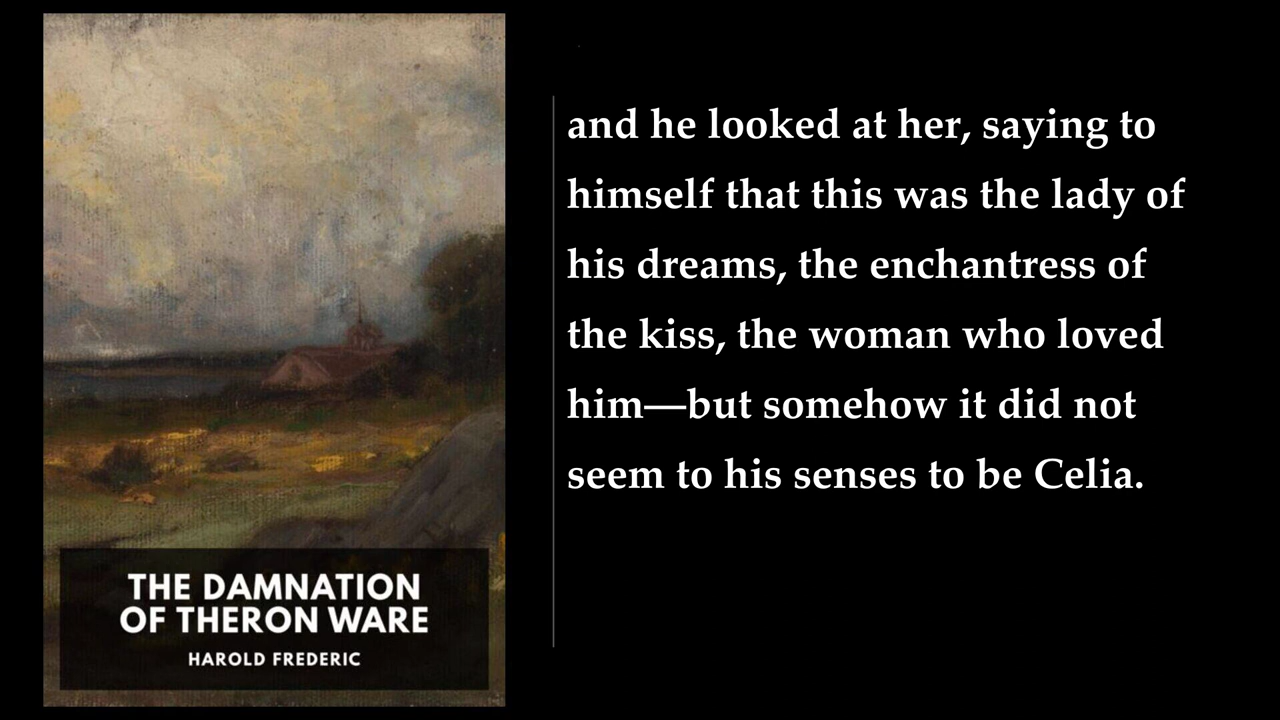 and he looked at her, saying to
himself that this was the lady of
his dreams, the enchantress of
the kiss, the woman who loved
him—but somehow it did not
seem to his senses to be Celia.
THE DAMNATION
OF THERON WARE
HAROLD FREDERIC